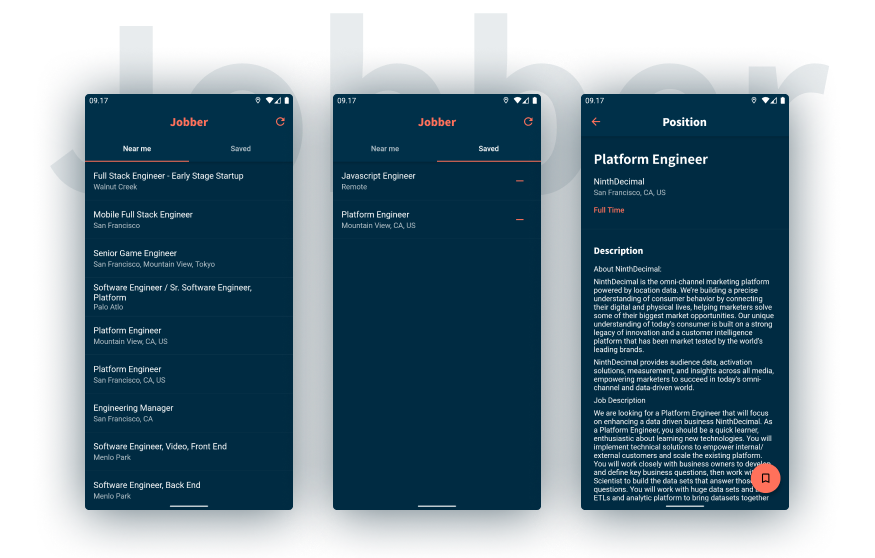 Jobber
09.17
Jobber
Near me
Saved
Full Stack Engineer - Early Stage Startup
Walnut Creek
Mobile Full Stack Engineer
San Francisco
Senior Game Engineer
San Francisco, Mountain View, Tokyo
Software Engineer / Sr. Software Engineer,
Platform
Palo Atlo
Platform Engineer
Mountain View, CA, US
Platform Engineer
San Francisco, CA, US
Engineering Manager
San Francisco, CA
Software Engineer, Video, Front End
Menlo Park
Software Engineer, Back End
Menlo Park
09.17
Jobber
Near me
Saved
Javascript Engineer
Remote
Platform Engineer
Mountain View, CA, US
09.17
Position
Platform Engineer
NinthDecimal
San Francisco, CA, US
Full Time
Description
About NinthDecimal:
NinthDecimal is the omni-channel marketing platform
powered by location data. We're building a precise
understanding of consumer behavior by connecting
their digital and physical lives, helping marketers solve
some of their biggest market opportunities. Our unique
understanding of today's consumer is built on a strong
legacy of innovation and a customer intelligence
platform that has been market tested by the world's
leading brands.
NinthDecimal provides audience data, activation
solutions, measurement, and insights across all media,
empowering marketers to succeed in today's omni-
channel and data-driven world.
Job Description
We are looking for a Platform Engineer that will focus
on enhancing a data driven business NinthDecimal. As
a Platform Engineer, you should be a quick learner,
enthusiastic about learning new technologies. You will
implement technical solutions to empower internal/
external customers and scale the existing platform.
You will work closely with business owners to develop
and define key business questions, then work
Scientist to build the data sets that answer those
questions. You will work with huge data sets and
ETLs and analytic platform to bring datasets together